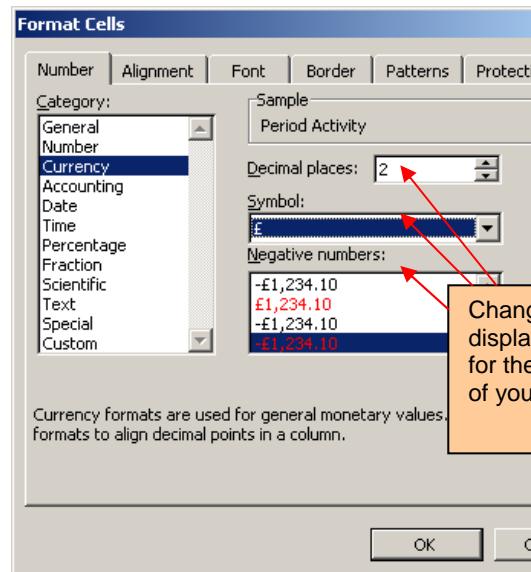 Format Cells
Number Alignment Font Border Patterns
Category:
General
Number
Currency
Accounting
Date
Time
Percentage
Fraction
Scientific
Text
Special
Custom
Sample
Period Activity
Decimal places: 2
Symbol:
£
Negative numbers:
-£1,234.10
£1,234.10
-£1,234.10
-£1,234.10
for the
Currency formats are used for general monetary values.
formats to align decimal points in a column.
OK